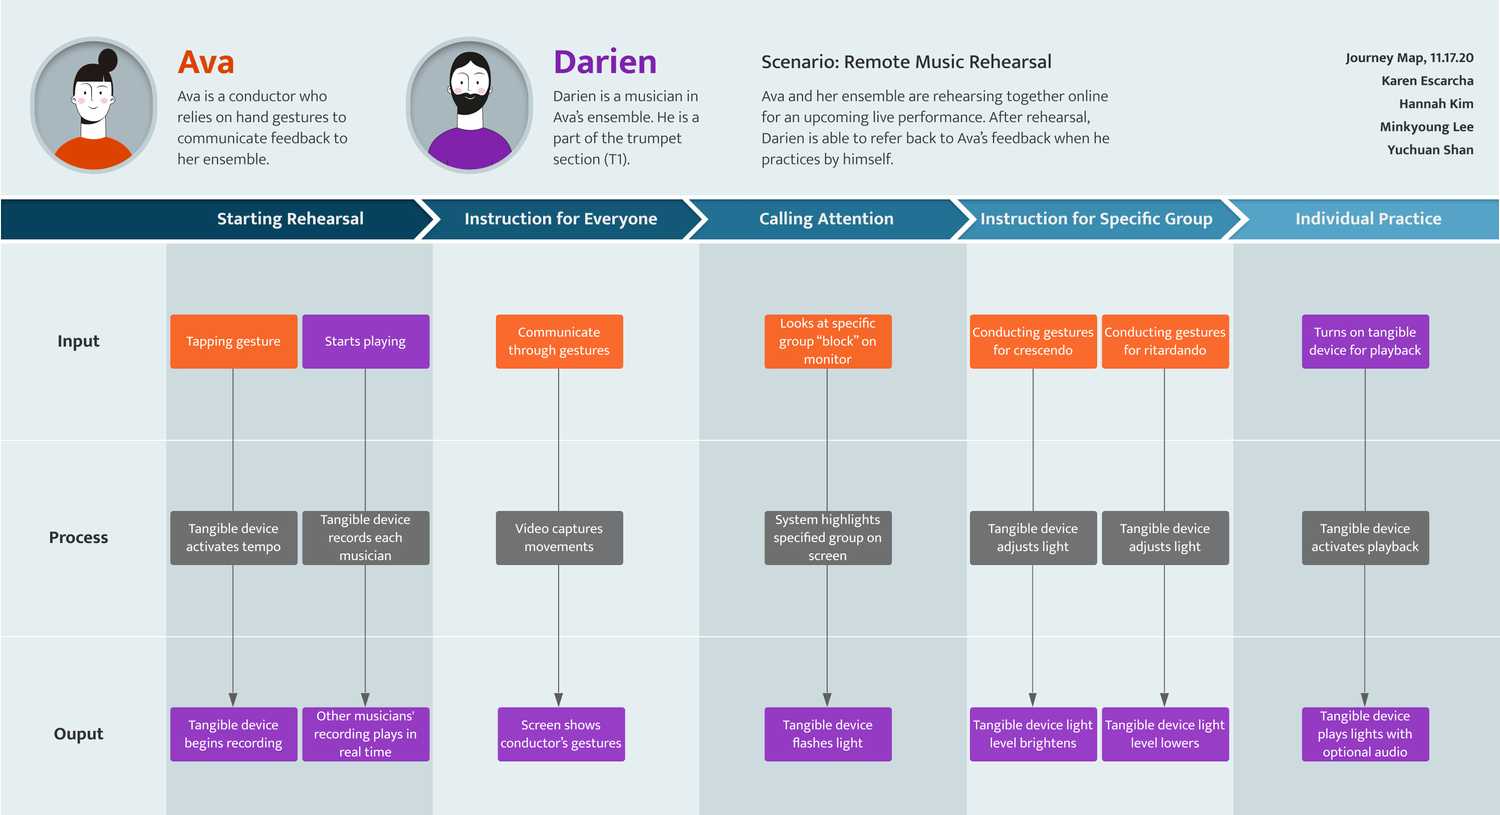 Ava
Ava is a conductor who
relies on hand gestures to
communicate feedback to
her ensemble.
Darien
Darien is a musician in
Ava's ensemble. He is a
part of the trumpet
section (T1).
Scenario: Remote Music Rehearsal
Ava and her ensemble are rehearsing together online
for an upcoming live performance. After rehearsal,
Darien is able to refer back to Ava's feedback when he
practices by himself.
Journey Map, 11.17.20
Karen Escarcha
Hannah Kim
Minkyoung Lee
Yuchuan Shan
Starting Rehearsal
Instruction for Everyone
Calling Attention
Instruction for Specific Group
Individual Practice
Input
Tapping gesture
Starts playing
Communicate
through gestures
Looks at specific
group “block” on
monitor
Conducting gestures
for crescendo
Conducting gestures
for ritardando
Turns on tangible
device for playback
Process
Tangible device
activates tempo
Tangible device
records each
musician
Video captures
movements
System highlights
specified group on
screen
Tangible device
adjusts light
Tangible device
adjusts light
Tangible device
activates playback
Ouput
Tangible device
begins recording
Other musicians'
recording plays in
real time
Screen shows
conductor's gestures
Tangible device
flashes light
Tangible device light
level brightens
Tangible device light
level lowers
Tangible device
plays lights with
optional audio